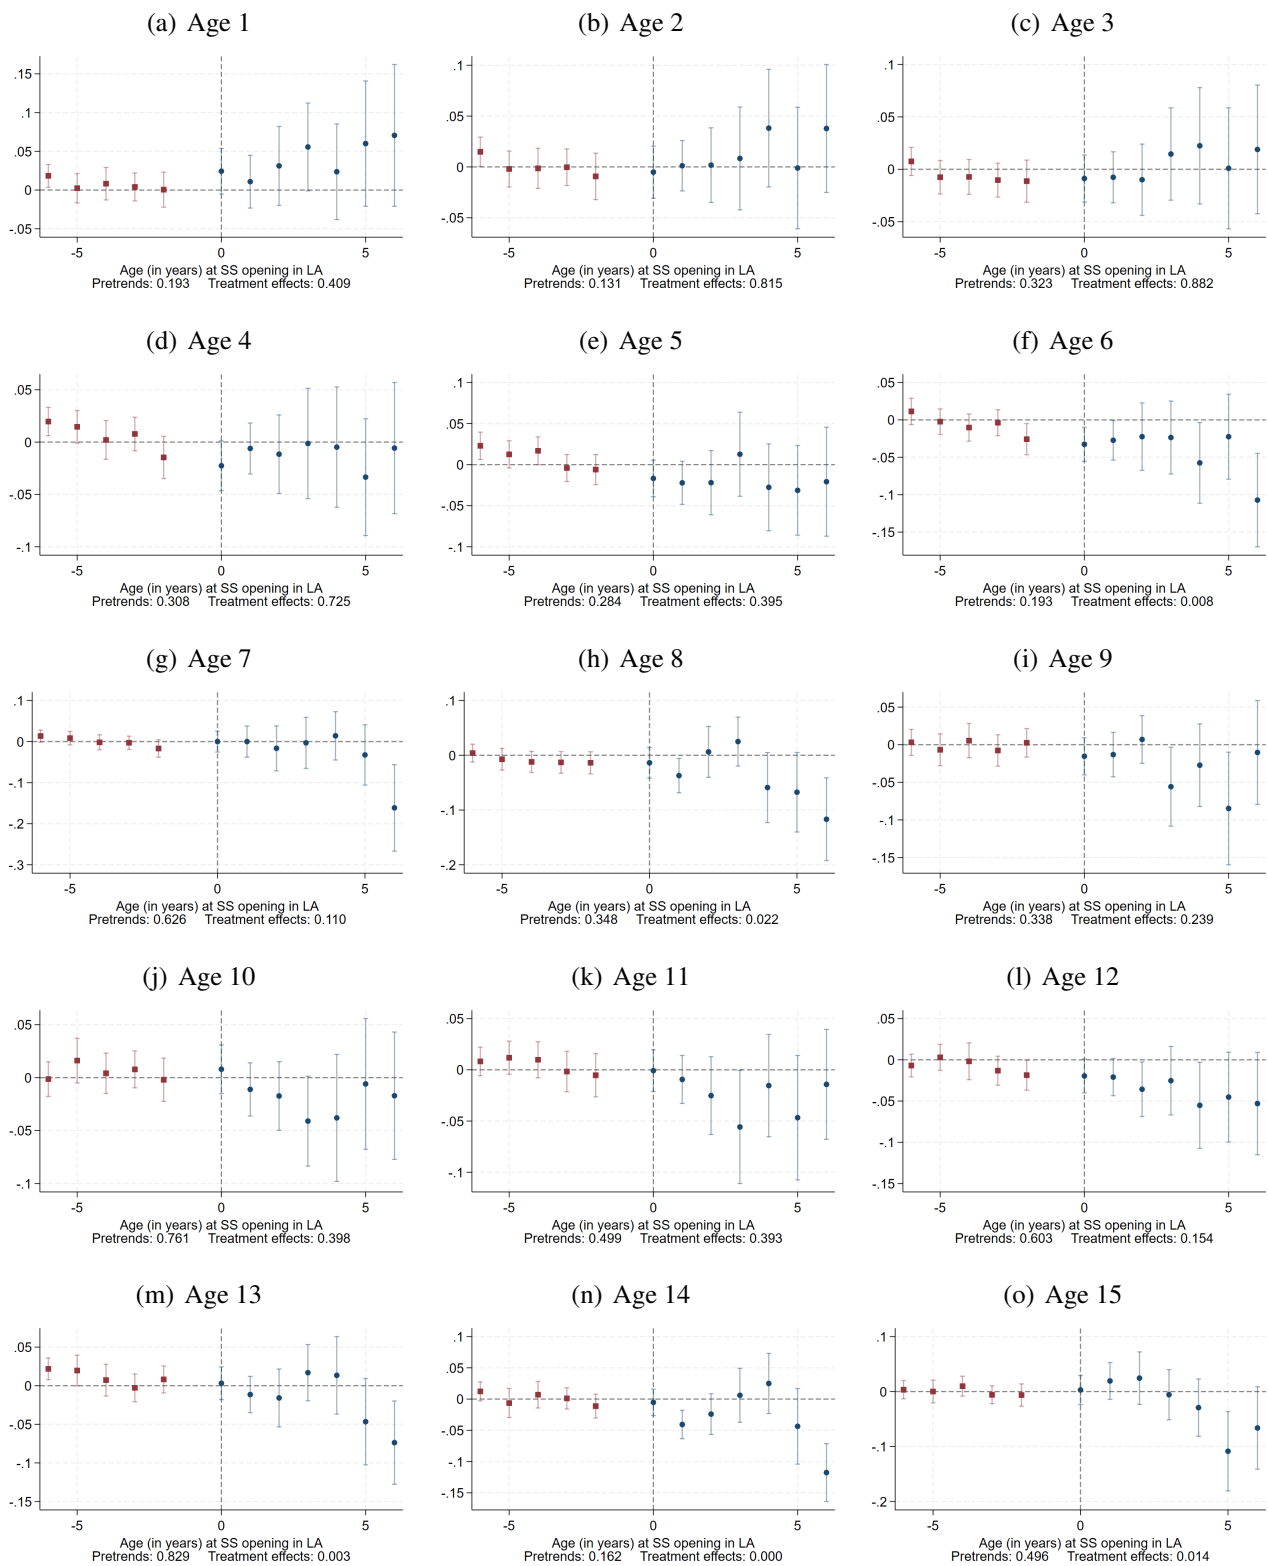 (a) Age 1
(b) Age 2
(c) Age 3
.15
.1
.05
0
-.05
-5
0
5
Age (in years) at SS opening in LA
Pretrends: 0.193 Treatment effects: 0.409
.1
.05
0
-.05
-5
0
5
Age (in years) at SS opening in LA
Pretrends: 0.131 Treatment effects: 0.815
.1
.05
0
-.05
-5
0
5
Age (in years) at SS opening in LA
Pretrends: 0.323 Treatment effects: 0.882
(d) Age 4
(e) Age 5
(f) Age 6
.05
0
-.05
-.1
-5
0
5
Age (in years) at SS opening in LA
Pretrends: 0.308 Treatment effects: 0.725
.1
.05
0
-.05
-.1
-5
0
5
Age (in years) at SS opening in LA
Pretrends: 0.284 Treatment effects: 0.395
.05
0
-.05
-.1
-.15
-5
0
5
Age (in years) at SS opening in LA
Pretrends: 0.193 Treatment effects: 0.008
(g) Age 7
(h) Age 8
(i) Age 9
.1
0
-.1
-.2
-.3
-5
0
5
Age (in years) at SS opening in LA
Pretrends: 0.626 Treatment effects: 0.110
.1
0
-.1
-.2
-5
0
5
Age (in years) at SS opening in LA
Pretrends: 0.348 Treatment effects: 0.022
.05
0
-.05
-.1
-.15
-5
0
5
Age (in years) at SS opening in LA
Pretrends: 0.338 Treatment effects: 0.239
(j) Age 10
(k) Age 11
(l) Age 12
.05
0
-.05
-.1
-5
0
5
Age (in years) at SS opening in LA
Pretrends: 0.761 Treatment effects: 0.398
.05
0
-.05
-.1
-5
0
5
Age (in years) at SS opening in LA
Pretrends: 0.499 Treatment effects: 0.393
.05
0
-.05
-.1
-.15
-5
0
5
Age (in years) at SS opening in LA
Pretrends: 0.603 Treatment effects: 0.154
(m) Age 13
(n) Age 14
(o) Age 15
.05
0
-.05
-.1
-.15
-5
0
5
Age (in years) at SS opening in LA
Pretrends: 0.829 Treatment effects: 0.003
.1
.05
0
-.05
-.1
-.15
-5
0
5
Age (in years) at SS opening in LA
Pretrends: 0.162 Treatment effects: 0.000
.1
0
-.1
-.2
-5
0
5
Age (in years) at SS opening in LA
Pretrends: 0.496 Treatment effects: 0.014